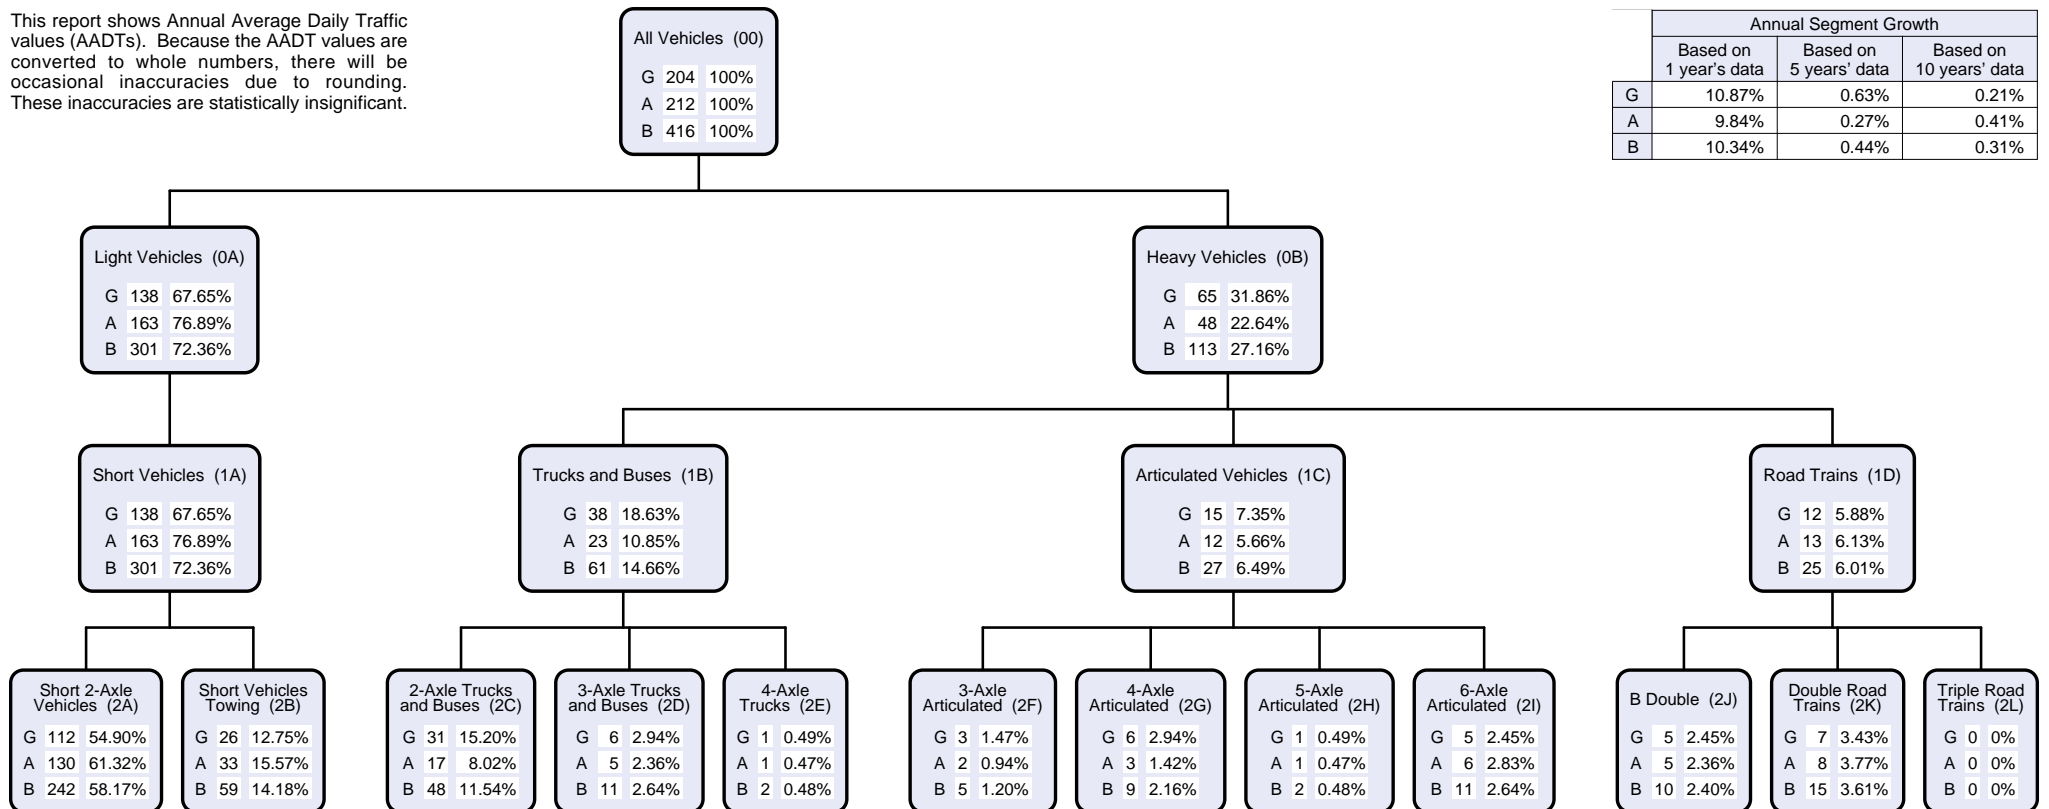 This report shows Annual Average Daily Traffic
values (AADTs). Because the AADT values are
converted to whole numbers, there will be
occasional inaccuracies due to rounding.
These inaccuracies are statistically insignificant.
All Vehicles (00)
G 204 100%
A 212 100%
B 416 100%
Annual Segment Growth
Based on 1 year's data Based on 5 years' data Based on 10 years' data
G 10.87% 0.63% 0.21%
A 9.84% 0.27% 0.41%
B 10.34% 0.44% 0.31%
Light Vehicles (0A)
G 138 67.65%
A 163 76.89%
B 301 72.36%
Heavy Vehicles (0B)
G 65 31.86%
A 48 22.64%
B 113 27.16%
Short Vehicles (1A)
G 138 67.65%
A 163 76.89%
B 301 72.36%
Trucks and Buses (1B)
G 38 18.63%
A 23 10.85%
B 61 14.66%
Articulated Vehicles (1C)
G 15 7.35%
A 12 5.66%
B 27 6.49%
Road Trains (1D)
G 12 5.88%
A 13 6.13%
B 25 6.01%
Short 2-Axle
Vehicles (2A)
G 112 54.90%
A 130 61.32%
B 242 58.17%
Short Vehicles
Towing (2B)
G 26 12.75%
A 33 15.57%
B 59 14.18%
2-Axle Trucks
and Buses (2C)
G 31 15.20%
A 17 8.02%
B 48 11.54%
3-Axle Trucks
and Buses (2D)
G 6 2.94%
A 5 2.36%
B 11 2.64%
4-Axle
Trucks (2E)
G 1 0.49%
A 1 0.47%
B 2 0.48%
3-Axle
Articulated (2F)
G 3 1.47%
A 2 0.94%
B 5 1.20%
4-Axle
Articulated (2G)
G 6 2.94%
A 3 1.42%
B 9 2.16%
5-Axle
Articulated (2H)
G 1 0.49%
A 1 0.47%
B 2 0.48%
6-Axle
Articulated (2I)
G 5 2.45%
A 6 2.83%
B 11 2.64%
B Double (2J)
G 5 2.45%
A 5 2.36%
B 10 2.40%
Double Road
Trains (2K)
G 7 3.43%
A 8 3.77%
B 15 3.61%
Triple Road
Trains (2L)
G 0 0%
A 0 0%
B 0 0%